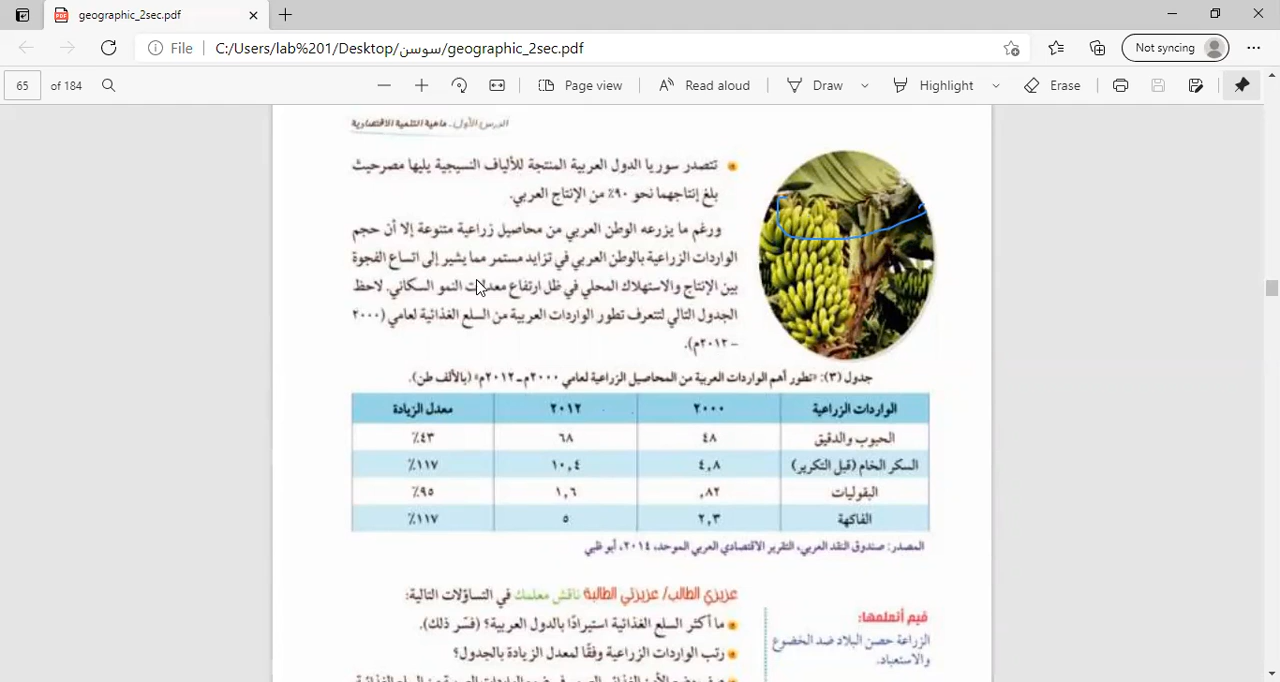 geographic_2sec.pdf
File
C:/Users/lab%201/Desktop/سوسن/geographic_2sec.pdf
Not syncing
65 of 184
Page view
Read aloud
Draw
Highlight
Erase
الدرس الأول.. ماهية التنمية الاقتصادية
تتصدر سوريا الدول العربية المنتجة للألياف النسيجية يليها مصرحيث
بلغ إنتاجهما نحو ٩٠٪ من الإنتاج العربي.
ورغم ما يزرعه الوطن العربي من محاصيل زراعية متنوعة إلا أن حجم
الواردات الزراعية بالوطن العربي في تزايد مستمر مما يشير إلى اتساع الفجوة
بين الإنتاج والاستهلاك المحلي في ظل ارتفاع معدلات النمو السكاني. لاحظ
الجدول التالي لتتعرف تطور الواردات العربية من السلع الغذائية لعامي (٢٠٠٠
– ٢٠١٢م).
جدول (٣): «تطور أهم الواردات العربية من المحاصيل الزراعية لعامي ٢٠٠٠م – ٢٠١٢م» (بالألف طن).
الواردات الزراعية ٢٠٠٠ ٢٠١٢ معدل الزيادة
الحبوب والدقيق ٤٨ ٦٨ ٤٣٪
السكر الخام (قبل التكرير) ٤,٨ ١٠,٤ ١١٧٪
البقوليات ٨٢, ١,٦ ٩٥٪
الفاكهة ٢,٣ ٥ ١١٧٪
المصدر: صندوق النقد العربي، التقرير الاقتصادي العربي الموحد، ٢٠١٤، أبو ظبي
عزيزي الطالب/ عزيزتي الطالبة ناقش معلمك في التساؤلات التالية:
ما أكثر السلع الغذائية استيرادًا بالدول العربية؟ (فسّر ذلك).
رتب الواردات الزراعية وفقًا لمعدل الزيادة بالجدول؟
قيم أتعلمها:
الزراعة حصن البلاد ضد الخضوع
والاستعباد.